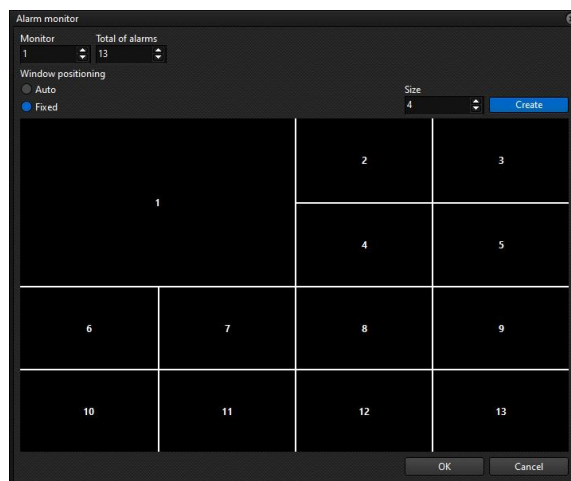 Alarm monitor
Monitor Total of alarms
1 13
Window positioning
Auto
Size
Fixed 4 Create
2 3
1
4 5
6 7 8 9
10 11 12 13
OK Cancel